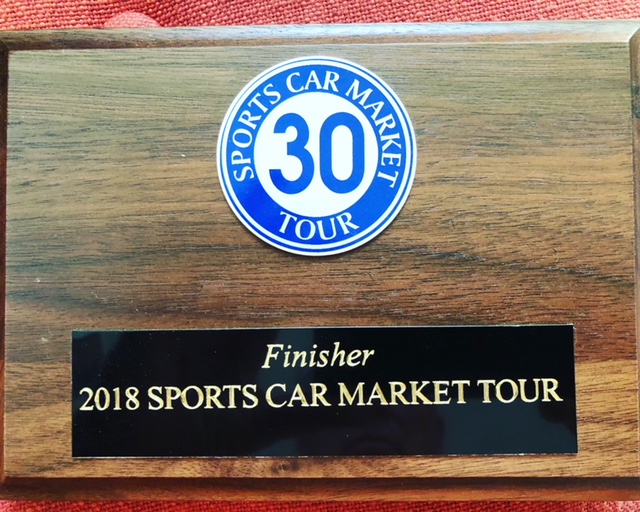 SPORTS CAR MARKET
30
TOUR
Finisher
2018 SPORTS CAR MARKET TOUR